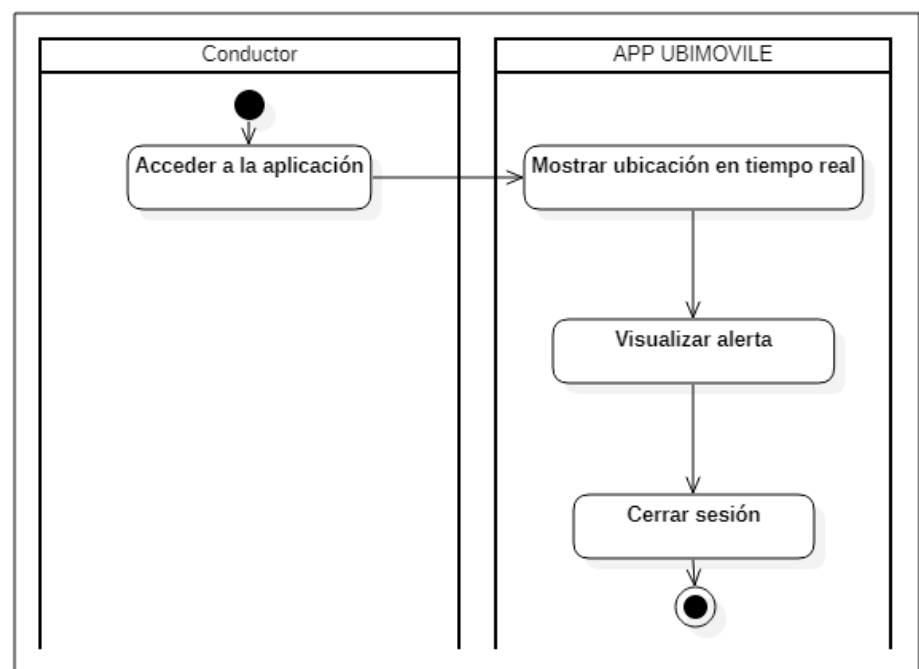 Conductor
APP UBIMOVILE
Acceder a la aplicación
Mostrar ubicación en tiempo real
Visualizar alerta
Cerrar sesión